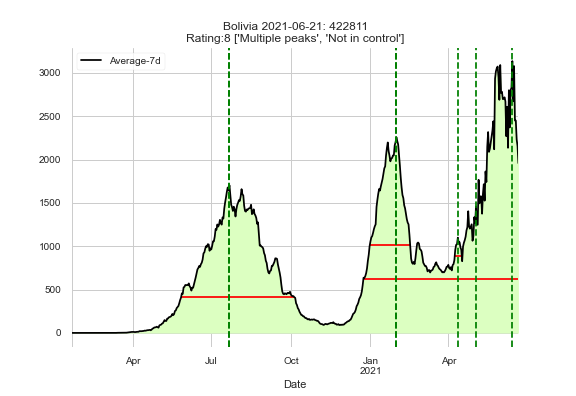 Bolivia 2021-06-21: 422811
Rating:8 ['Multiple peaks', 'Not in control']
Average-7d
3000
2500
2000
1500
1000
500
0
Apr
Jul
Oct
Jan
2021
Apr
Date